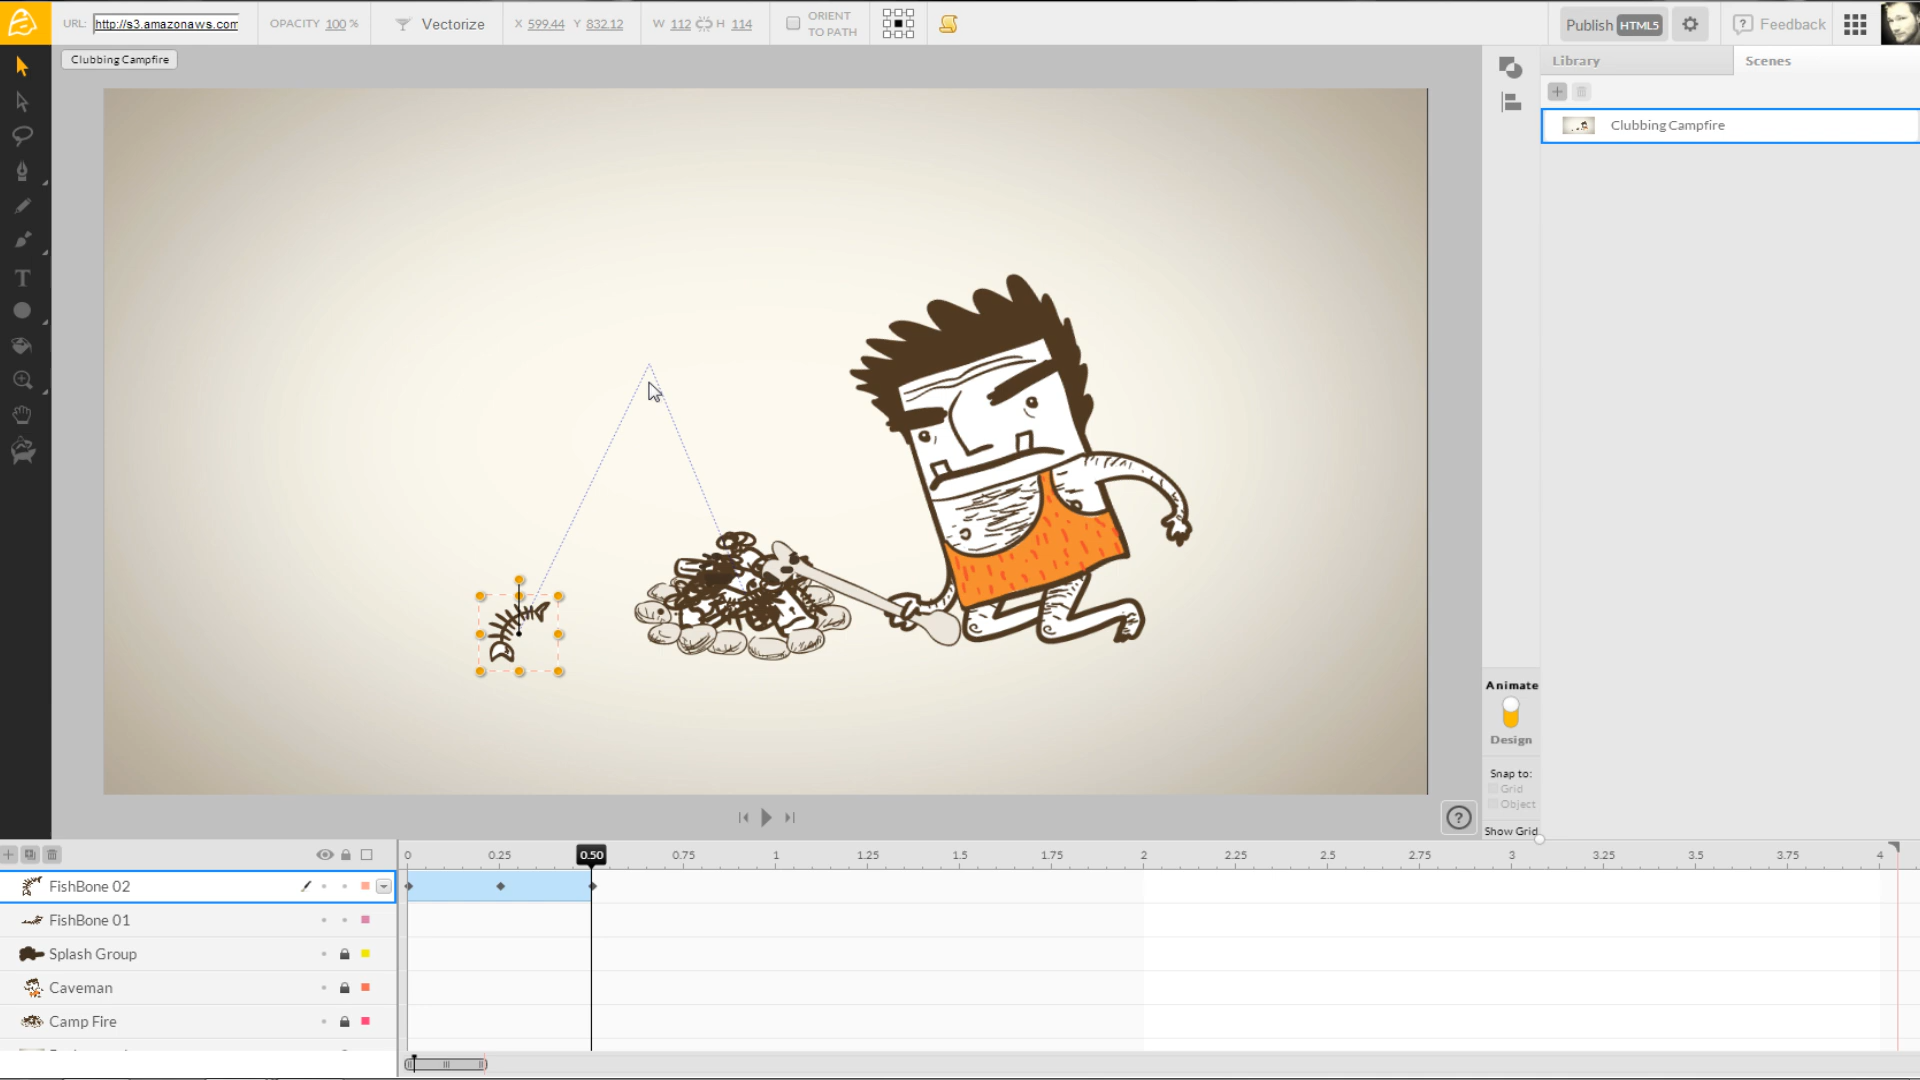 URL: http://s3.amazonaws.com OPACITY 100 % Vectorize X 599.44 Y 832.12 W 112 H 114 ORIENT TO PATH Publish HTML5 Feedback
Clubbing Campfire
Library Scenes
Clubbing Campfire
T
Animate
Design
Snap to:
Grid
Object
Show Grid
?
0 0.25 0.50 0.75 1 1.25 1.5 1.75 2 2.25 2.5 2.75 3 3.25 3.5 3.75 4
FishBone 02
FishBone 01
Splash Group
Caveman
Camp Fire